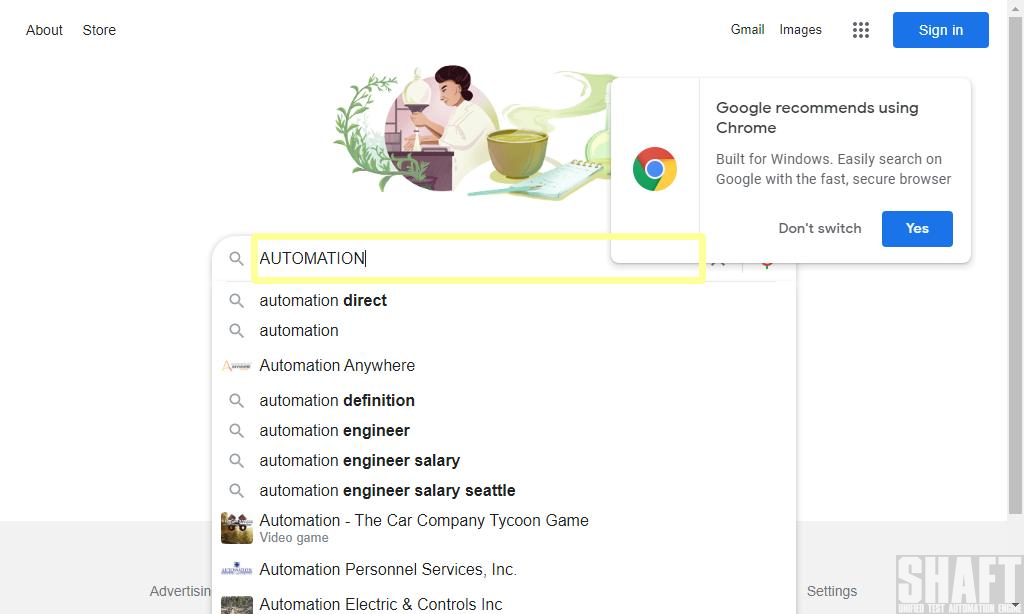 About
Store
Gmail
Images
Sign in
Google recommends using
Chrome
Built for Windows. Easily search on
Google with the fast, secure browser
Don't switch
Yes
AUTOMATION
automation direct
automation
Automation Anywhere
automation definition
automation engineer
automation engineer salary
automation engineer salary seattle
Automation - The Car Company Tycoon Game
Video game
Automation Personnel Services, Inc.
Automation Electric & Controls Inc
Advertisin
Settings
SHAFT
UNIFIED TEST AUTOMATION